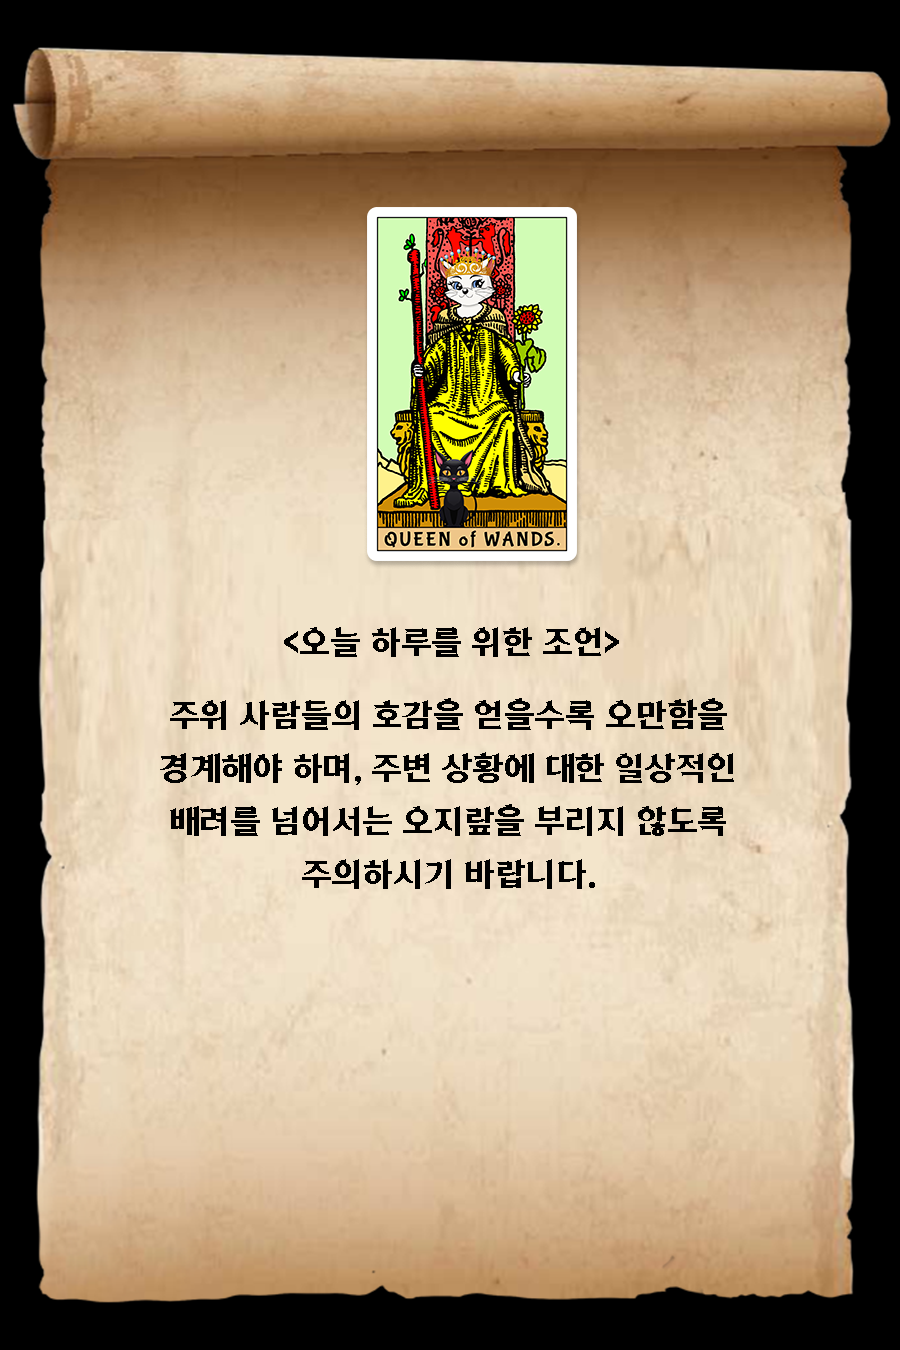 QUEEN of WANDS.
<오늘 하루를 위한 조언>
주위 사람들의 호감을 얻을수록 오만함을
경계해야 하며, 주변 상황에 대한 일상적인
배려를 넘어서는 오지랖을 부리지 않도록
주의하시기 바랍니다.